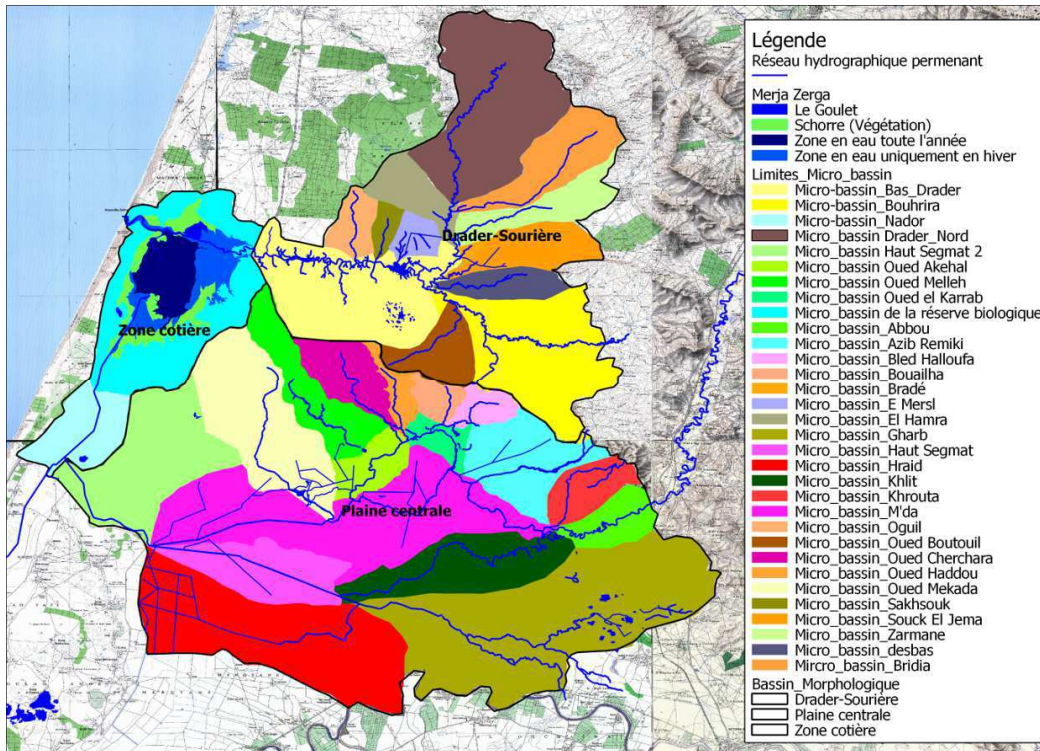 Drader-Sourière
Zone cotière
Plaine centrale
Légende
Réseau hydrographique permenant
Merja Zerga
Le Goulet
Schorre (Végétation)
Zone en eau toute l'année
Zone en eau uniquement en hiver
Limites_Micro_bassin
Micro-bassin_Bas_Drader
Micro-bassin_Bouhrira
Micro-bassin_Nador
Micro_bassin Drader_Nord
Micro_bassin Haut Segmat 2
Micro_bassin Oued Akehal
Micro_bassin Oued Melleh
Micro_bassin Oued el Karrab
Micro_bassin de la réserve biologique
Micro_bassin_Abbou
Micro_bassin_Azib Remiki
Micro_bassin_Bled Halloufa
Micro_bassin_Bouailha
Micro_bassin_Bradé
Micro_bassin_E Mersl
Micro_bassin_El Hamra
Micro_bassin_Gharb
Micro_bassin_Haut Segmat
Micro_bassin_Hraid
Micro_bassin_Khlit
Micro_bassin_Khrouta
Micro_bassin_M'da
Micro_bassin_Oguil
Micro_bassin_Oued Boutouil
Micro_bassin_Oued Cherchara
Micro_bassin_Oued Haddou
Micro_bassin_Oued Mekada
Micro_bassin_Sakhsouk
Micro_bassin_Souck El Jema
Micro_bassin_Zarmane
Micro_bassin_desbas
Mircro_bassin_Bridia
Bassin_Morphologique
Drader-Sourière
Plaine centrale
Zone cotière